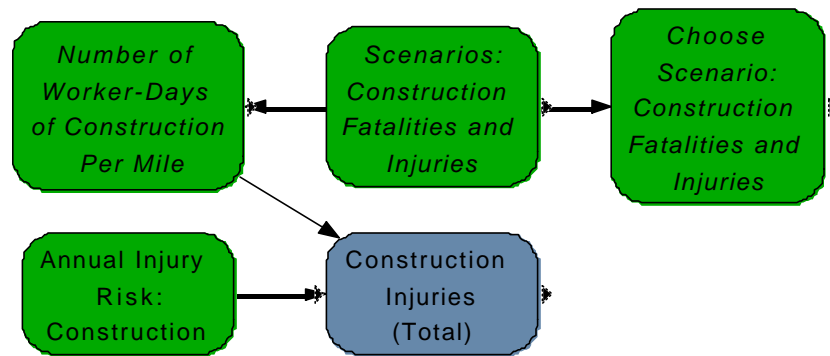 Number of
Worker-Days
of Construction
Per Mile
Scenarios:
Construction
Fatalities and
Injuries
Choose
Scenario:
Construction
Fatalities and
Injuries
Annual Injury
Risk:
Construction
Construction
Injuries
(Total)